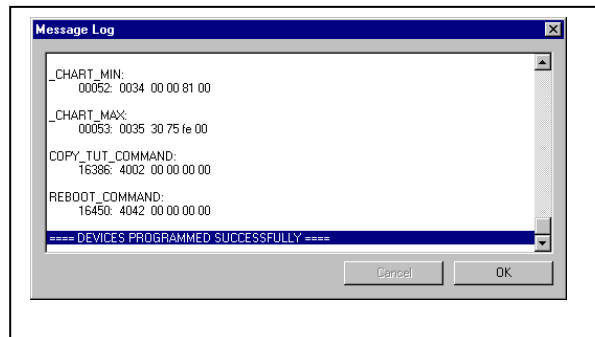 Message Log
_CHART_MIN:
00052: 0034 00 00 81 00
_CHART_MAX:
00053: 0035 30 75 fe 00
COPY_TUT_COMMAND:
16386: 4002 00 00 00 00
REBOOT_COMMAND:
16450: 4042 00 00 00 00
==== DEVICES PROGRAMMED SUCCESSFULLY ====
Cancel OK